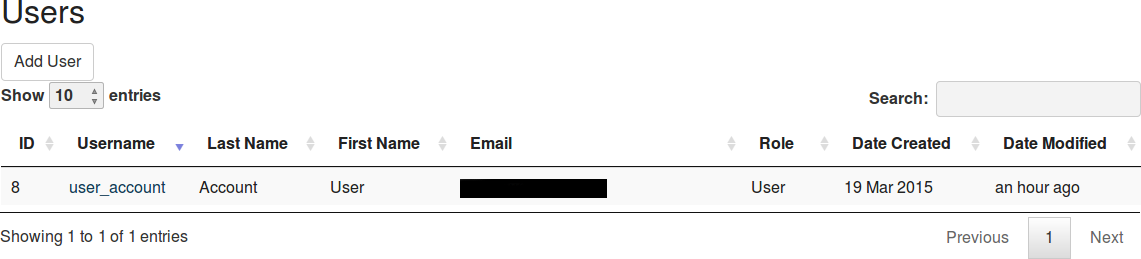 Users
Add User
Show 10 entries
Search:
ID Username Last Name First Name Email Role Date Created Date Modified
8 user_account Account User User 19 Mar 2015 an hour ago
Showing 1 to 1 of 1 entries
Previous 1 Next